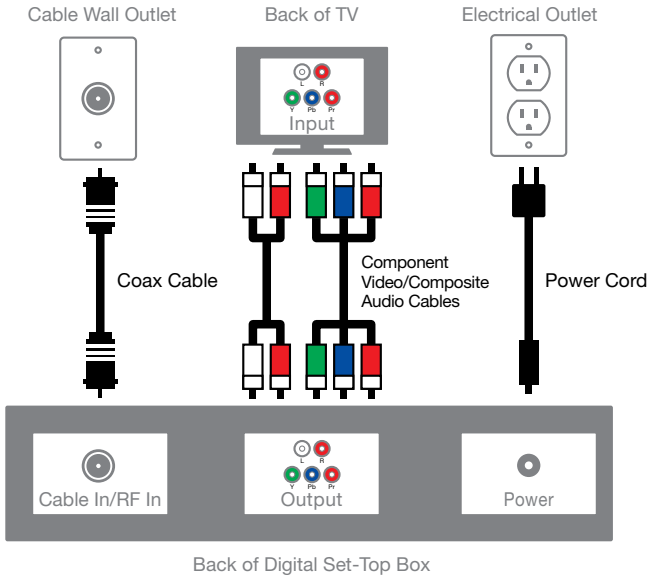 Cable Wall Outlet
Back of TV
Electrical Outlet
L R
Y Pb Pr
Input
Coax Cable
Component
Video/Composite
Audio Cables
Power Cord
L R
Y Pb Pr
Cable In/RF In
Output
Power
Back of Digital Set-Top Box